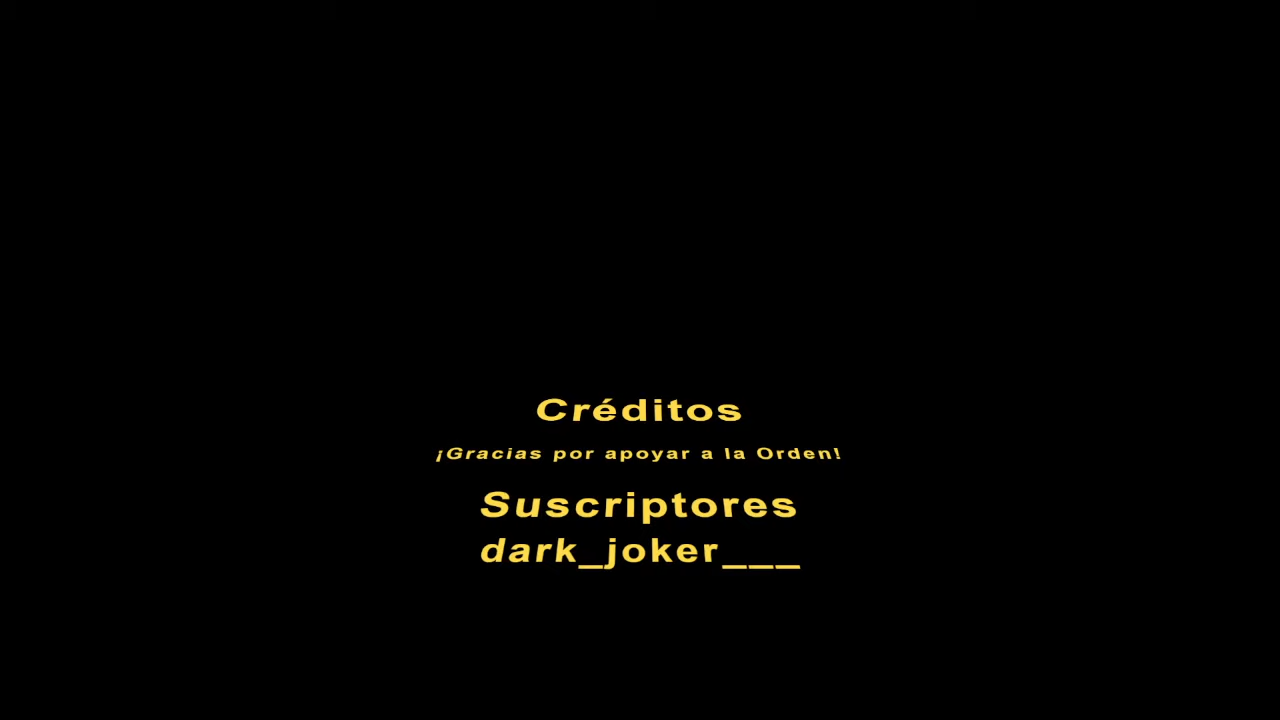 Créditos
¡Gracias por apoyar a la Orden!
Suscriptores
dark_joker___